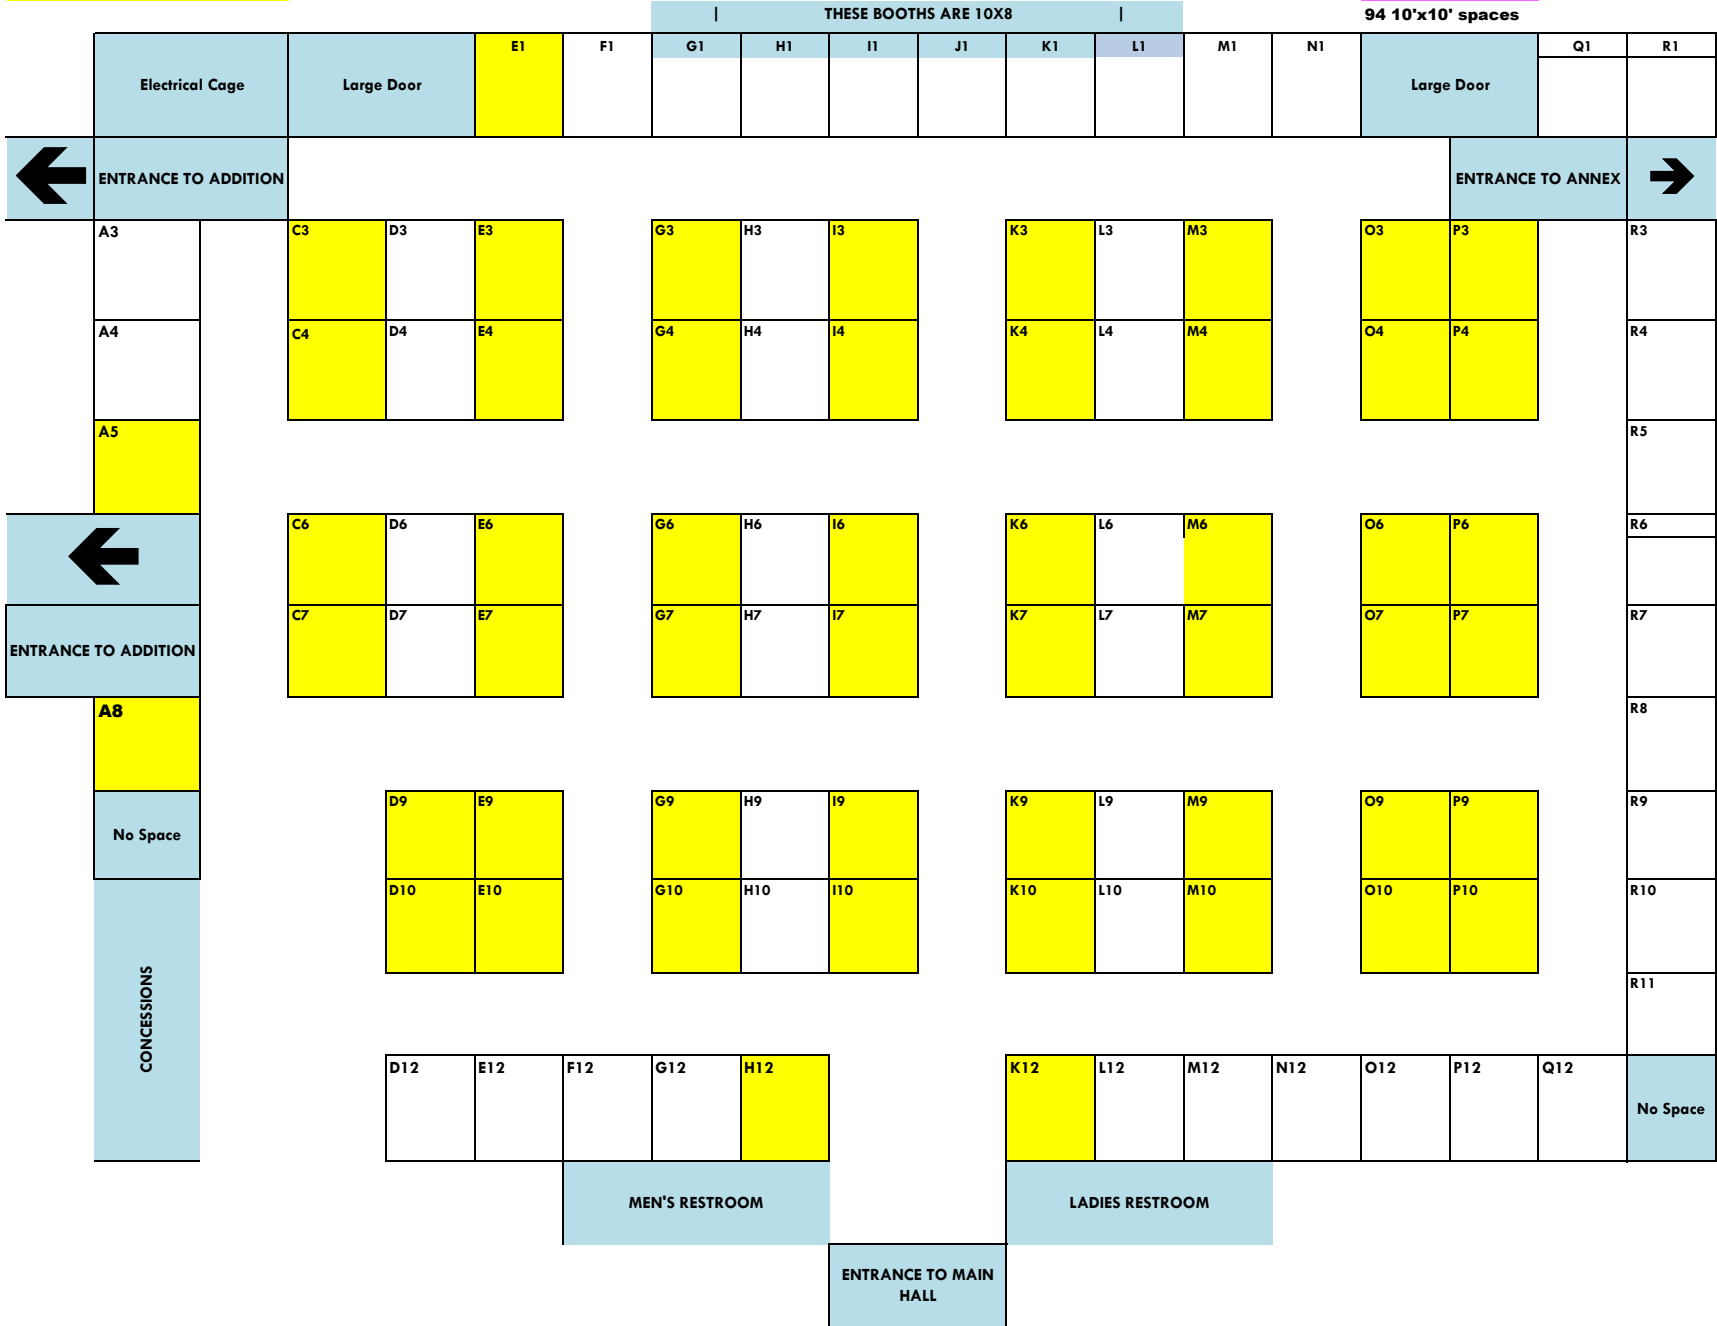 | THESE BOOTHS ARE 10X8 |
94 10'x10' spaces
E1 F1 G1 H1 I1 J1 K1 L1 M1 N1 Q1 R1
Electrical Cage Large Door Large Door
ENTRANCE TO ADDITION ENTRANCE TO ANNEX
A3 C3 D3 E3 G3 H3 I3 K3 L3 M3 O3 P3 R3
A4 C4 D4 E4 G4 H4 I4 K4 L4 M4 O4 P4 R4
A5 R5
C6 D6 E6 G6 H6 I6 K6 L6 M6 O6 P6 R6
C7 D7 E7 G7 H7 I7 K7 L7 M7 O7 P7 R7
ENTRANCE TO ADDITION
A8 R8
D9 E9 G9 H9 I9 K9 L9 M9 O9 P9 R9
No Space
D10 E10 G10 H10 I10 K10 L10 M10 O10 P10 R10
CONCESSIONS
R11
D12 E12 F12 G12 H12 K12 L12 M12 N12 O12 P12 Q12
No Space
MEN'S RESTROOM LADIES RESTROOM
ENTRANCE TO MAIN
HALL